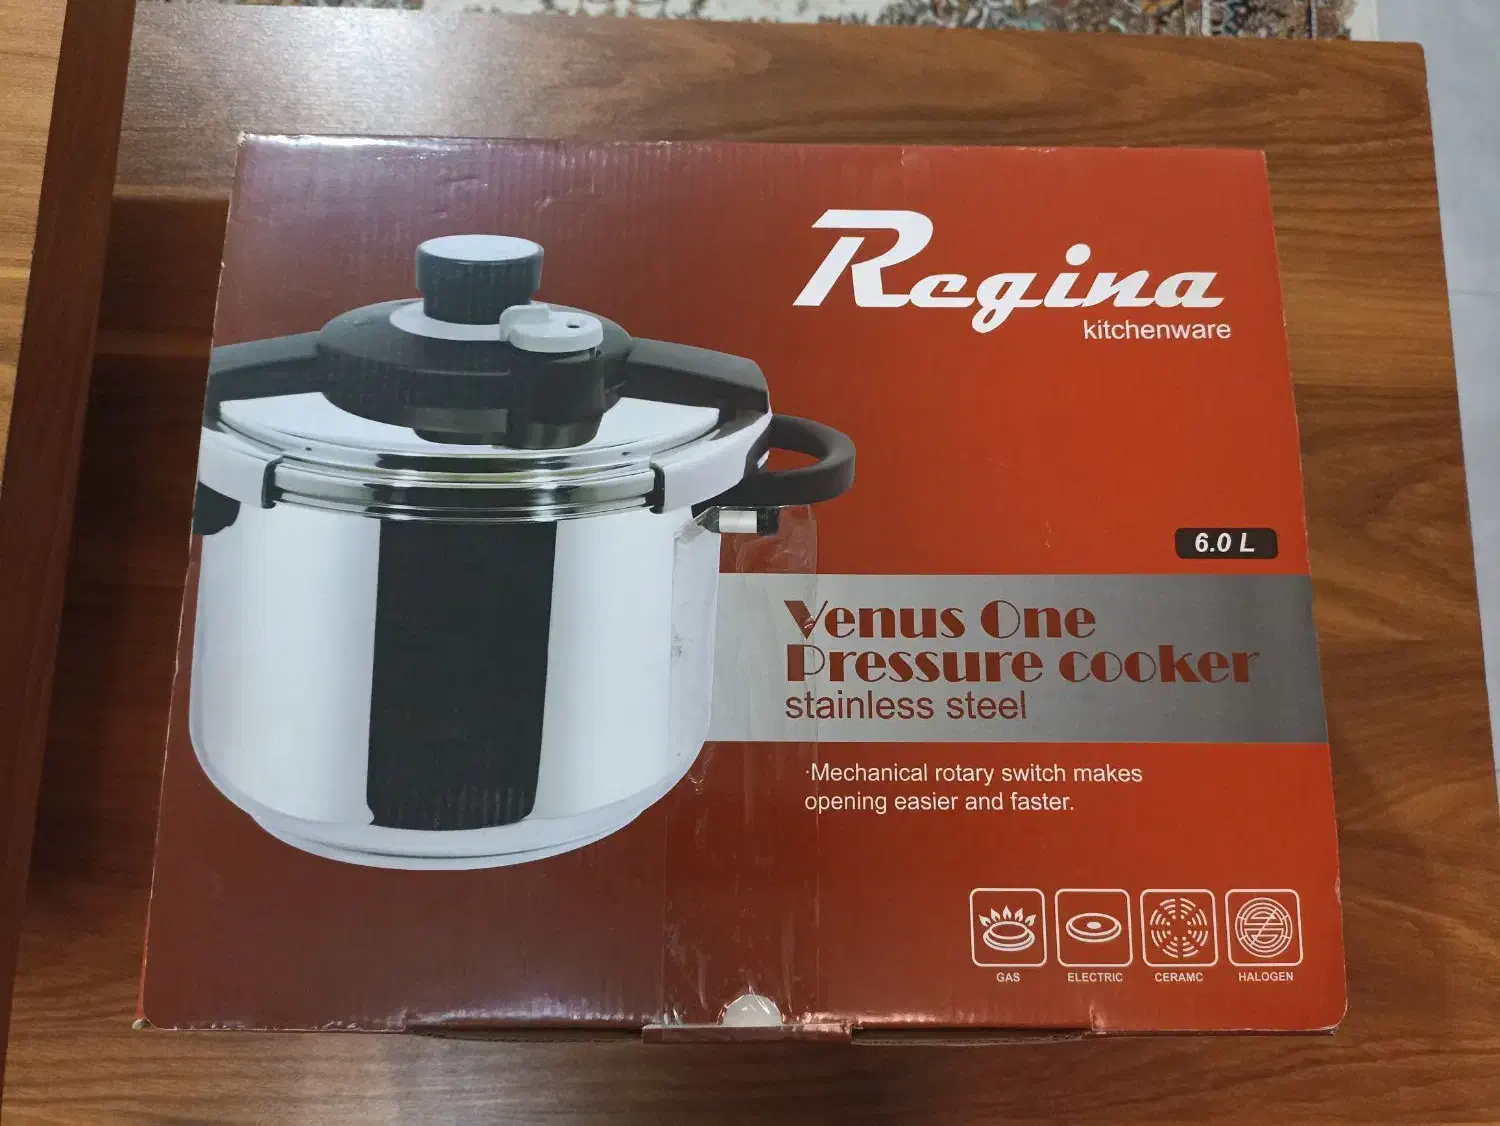 Regina
kitchenware
6.0 L
Venus One
Pressure cooker
stainless steel
·Mechanical rotary switch makes
opening easier and faster.
GAS
ELECTRIC
CERAMC
HALOGEN